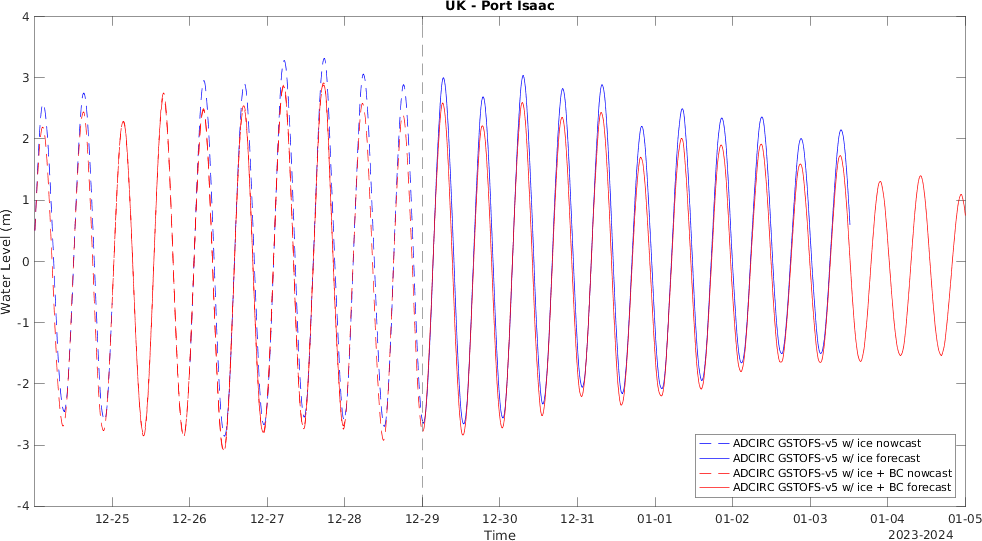 UK - Port Isaac
4
3
2
1
0
-1
-2
-3
-4
Water Level (m)
ADCIRC GSTOFS-v5 w/ ice nowcast
ADCIRC GSTOFS-v5 w/ ice forecast
ADCIRC GSTOFS-v5 w/ ice + BC nowcast
ADCIRC GSTOFS-v5 w/ ice + BC forecast
12-25 12-26 12-27 12-28 12-29 12-30 12-31 01-01 01-02 01-03 01-04 01-05
Time
2023-2024